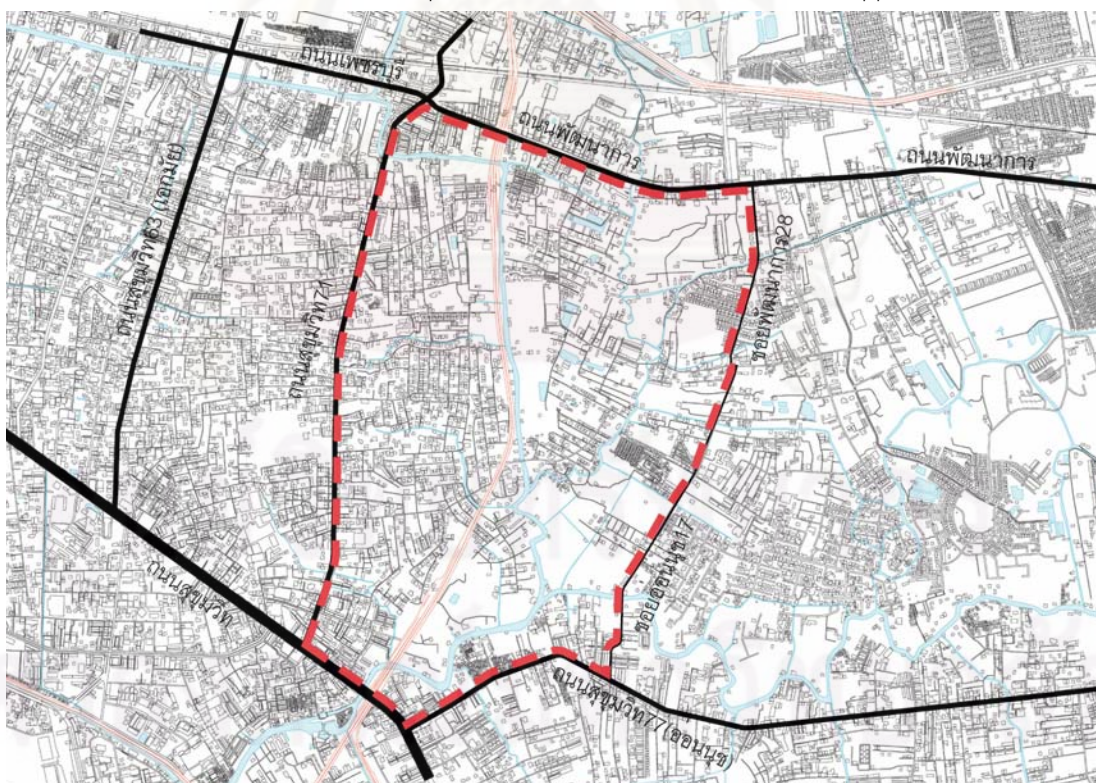 ถนนเพชรบุรี
ถนนพัฒนาการ
ถนนพัฒนาการ
ถนนสุขุมวิท63 (เอกมัย)
ถนนสุขุมวิท71
ซอยพัฒนาการ28
ถนนสุขุมวิท
ซอยอ่อนนุช17
ถนนสุขุมวิท77(อ่อนนุช)